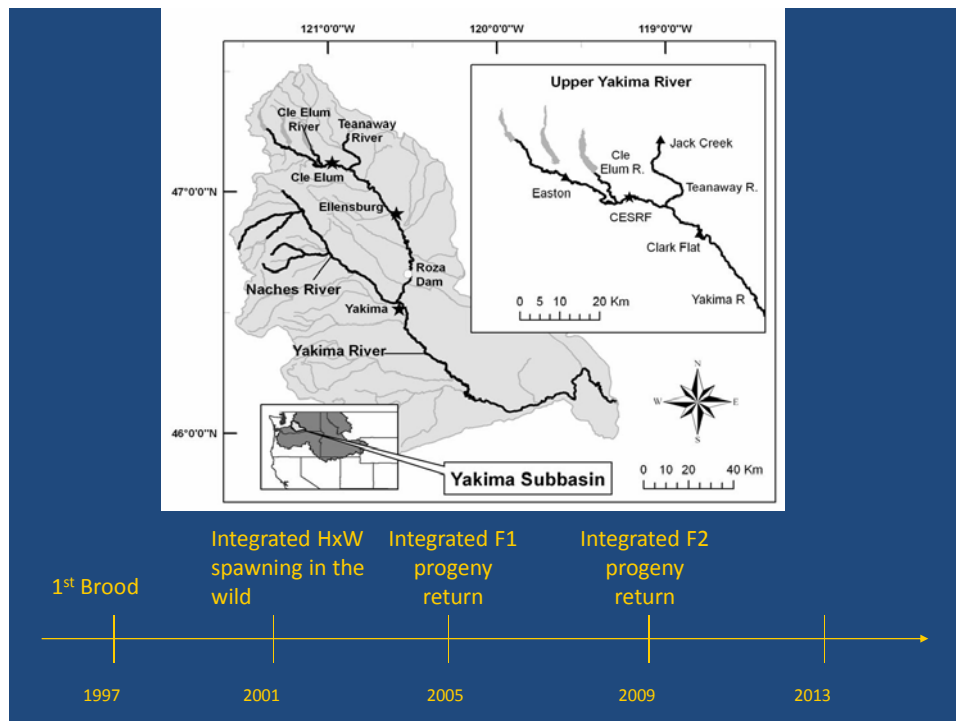 121°0'0"W
120°0'0"W
119°0'0"W
47°0'0"N
46°0'0"N
Cle Elum
River
Teanaway
River
Cle Elum
Ellensburg
Roza
Dam
Naches River
Yakima
Yakima River
Yakima Subbasin
Upper Yakima River
Jack Creek
Cle
Elum R.
Teanaway R.
Easton
CESRF
Clark Flat
Yakima R
0 5 10 20 Km
N
W E
S
0 10 20 40 Km
1st Brood
Integrated HxW
spawning in the
wild
Integrated F1
progeny
return
Integrated F2
progeny
return
1997
2001
2005
2009
2013